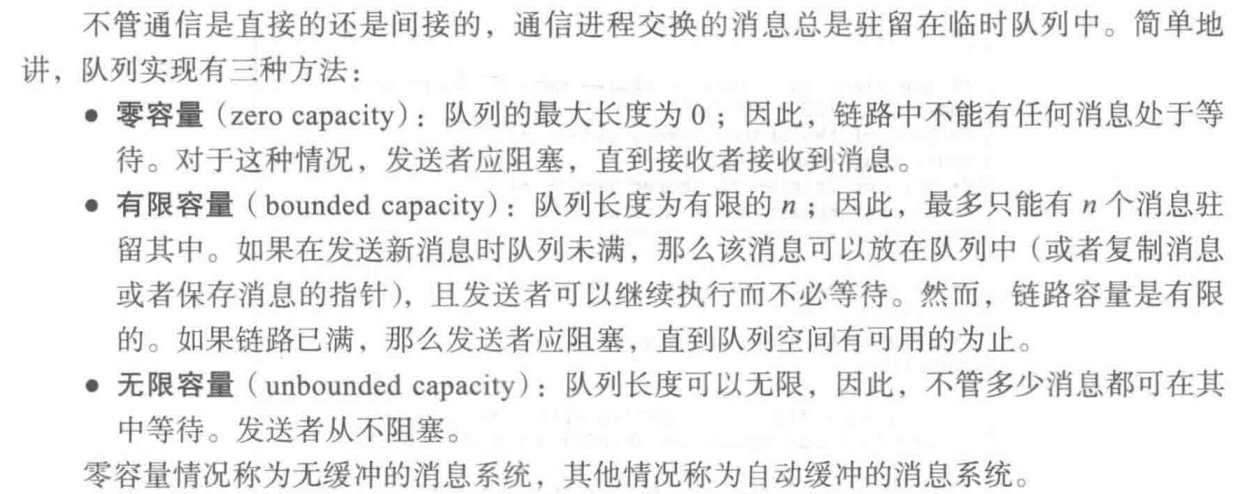 不管通信是直接的还是间接的，通信进程交换的消息总是驻留在临时队列中。简单地
讲，队列实现有三种方法：
● 零容量（zero capacity）：队列的最大长度为 0；因此，链路中不能有任何消息处于等
待。对于这种情况，发送者应阻塞，直到接收者接收到消息。
● 有限容量（bounded capacity）：队列长度为有限的 n；因此，最多只能有 n 个消息驻
留其中。如果在发送新消息时队列未满，那么该消息可以放在队列中（或者复制消息
或者保存消息的指针），且发送者可以继续执行而不必等待。然而，链路容量是有限
的。如果链路已满，那么发送者应阻塞，直到队列空间有可用的为止。
● 无限容量（unbounded capacity）：队列长度可以无限，因此，不管多少消息都可在其
中等待。发送者从不阻塞。
零容量情况称为无缓冲的消息系统，其他情况称为自动缓冲的消息系统。